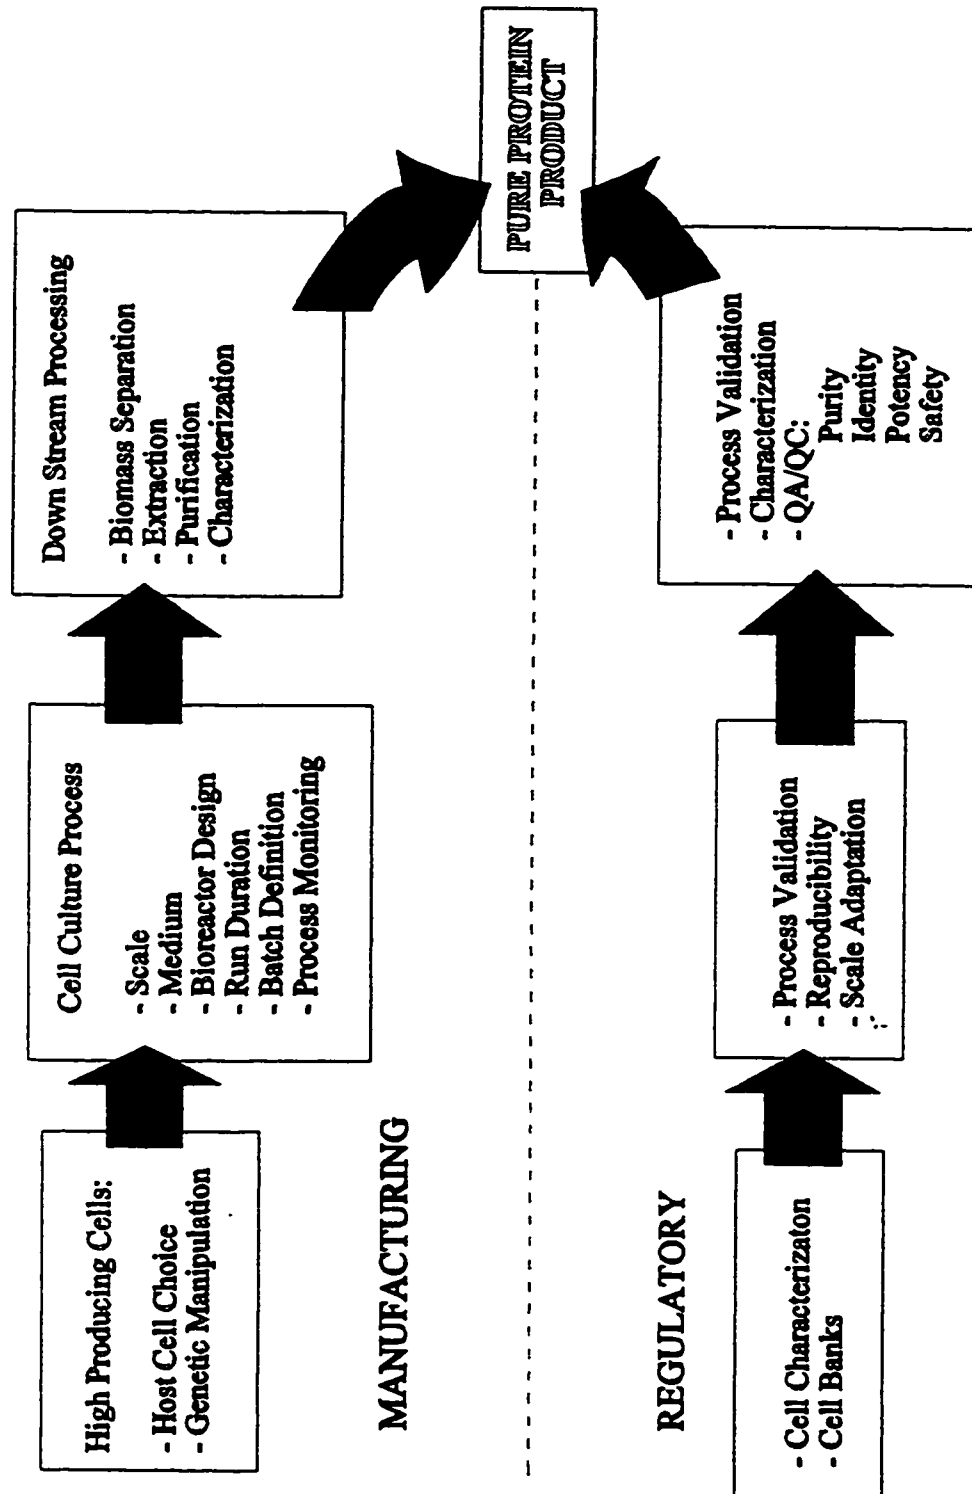 High Producing Cells:
- Host Cell Choice
- Genetic Manipulation
Cell Culture Process
- Scale
- Medium
- Bioreactor Design
- Run Duration
- Batch Definition
- Process Monitoring
Down Stream Processing
- Biomass Separation
- Extraction
- Purification
- Characterization
MANUFACTURING
PURE PROTEIN
PRODUCT
REGULATORY
- Cell Characterizaton
- Cell Banks
- Process Validation
- Reproducibility
- Scale Adaptation
- Process Validation
- Characterization
- QA/QC:
Purity
Identity
Potency
Safety